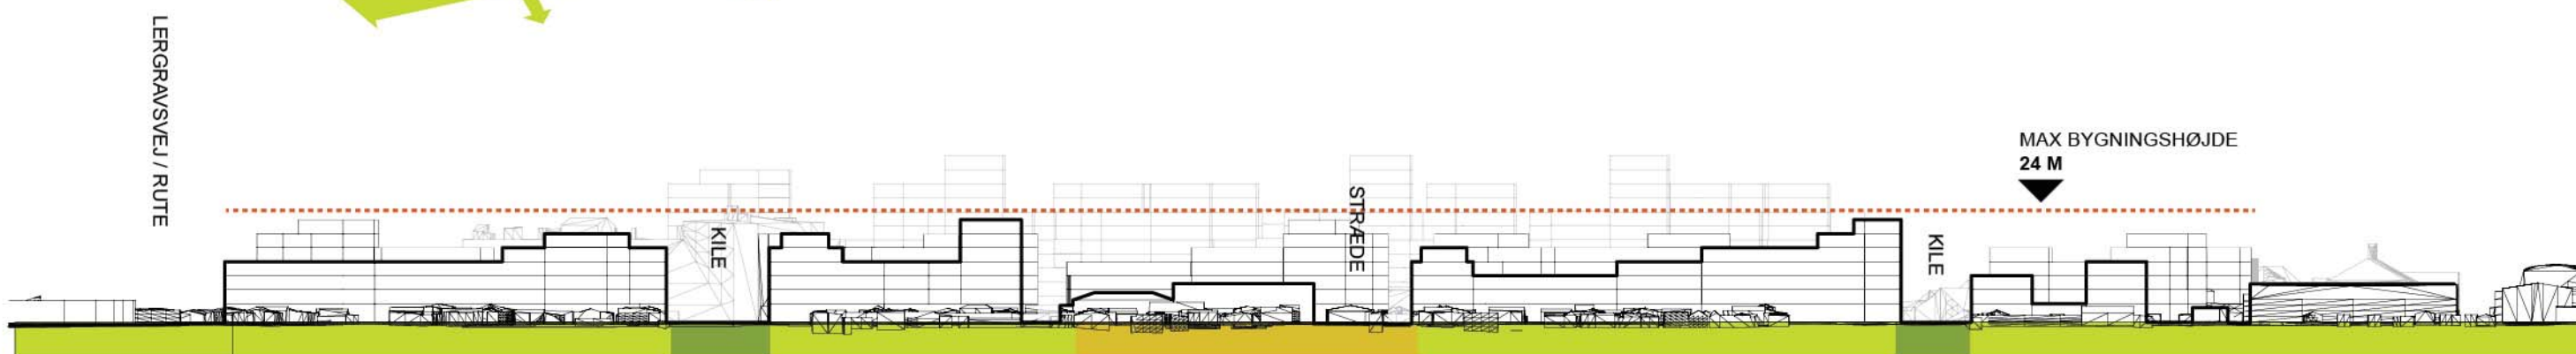 LERGRAVSVEJ / RUTE
KILE
STRÆDE
KILE
MAX BYGNINGSHØJDE
24 M